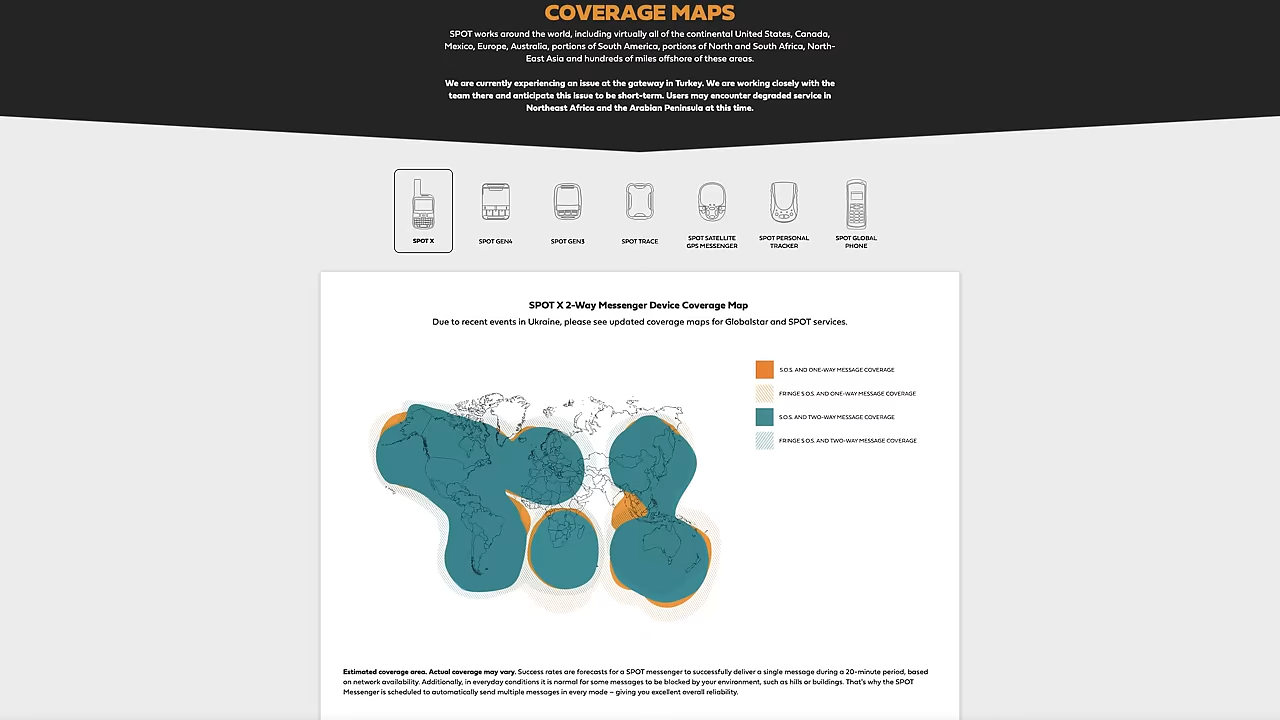 COVERAGE MAPS
SPOT works around the world, including virtually all of the continental United States, Canada,
Mexico, Europe, Australia, portions of South America, portions of North and South Africa, North-
East Asia and hundreds of miles offshore of these areas.
We are currently experiencing an issue at the gateway in Turkey. We are working closely with the
team there and anticipate this issue to be short-term. Users may encounter degraded service in
Northeast Africa and the Arabian Peninsula at this time.
SPOT X
SPOT GEN4
SPOT GEN3
SPOT TRACE
SPOT SATELLITE
GPS MESSENGER
SPOT PERSONAL
TRACKER
SPOT GLOBAL
PHONE
SPOT X 2-Way Messenger Device Coverage Map
Due to recent events in Ukraine, please see updated coverage maps for Globalstar and SPOT services.
S.O.S. AND ONE-WAY MESSAGE COVERAGE
FRINGE S.O.S. AND ONE-WAY MESSAGE COVERAGE
S.O.S. AND TWO-WAY MESSAGE COVERAGE
FRINGE S.O.S. AND TWO-WAY MESSAGE COVERAGE
Estimated coverage area. Actual coverage may vary. Success rates are forecasts for a SPOT messenger to successfully deliver a single message during a 20-minute period, based
on network availability. Additionally, in everyday conditions it is normal for some messages to be blocked by your environment, such as hills or buildings. That's why the SPOT
Messenger is scheduled to automatically send multiple messages in every mode – giving you excellent overall reliability.